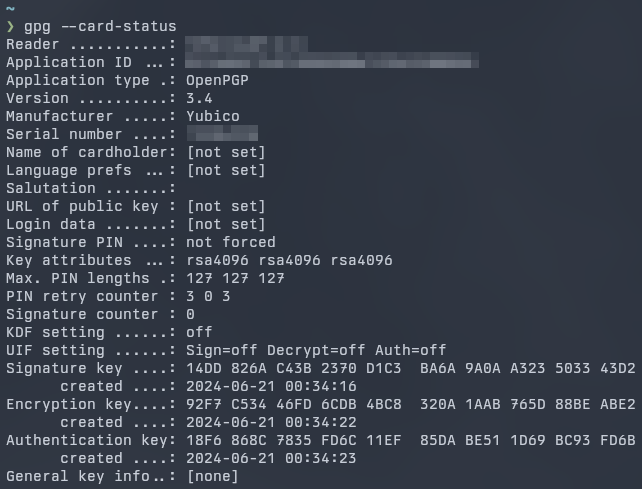 ~
❯ gpg --card-status
Reader ...........:
Application ID ...:
Application type .: OpenPGP
Version ..........: 3.4
Manufacturer .....: Yubico
Serial number ....:
Name of cardholder: [not set]
Language prefs ...: [not set]
Salutation .......:
URL of public key : [not set]
Login data .......: [not set]
Signature PIN ....: not forced
Key attributes ...: rsa4096 rsa4096 rsa4096
Max. PIN lengths .: 127 127 127
PIN retry counter : 3 0 3
Signature counter : 0
KDF setting ......: off
UIF setting ......: Sign=off Decrypt=off Auth=off
Signature key ....: 14DD 826A C43B 2370 D1C3  BA6A 9A0A A323 5033 43D2
      created ....: 2024-06-21 00:34:16
Encryption key....: 92F7 C534 46FD 6CDB 4BC8  320A 1AAB 765D 88BE ABE2
      created ....: 2024-06-21 00:34:22
Authentication key: 18F6 868C 7835 FD6C 11EF  85DA BE51 1D69 BC93 FD6B
      created ....: 2024-06-21 00:34:23
General key info..: [none]